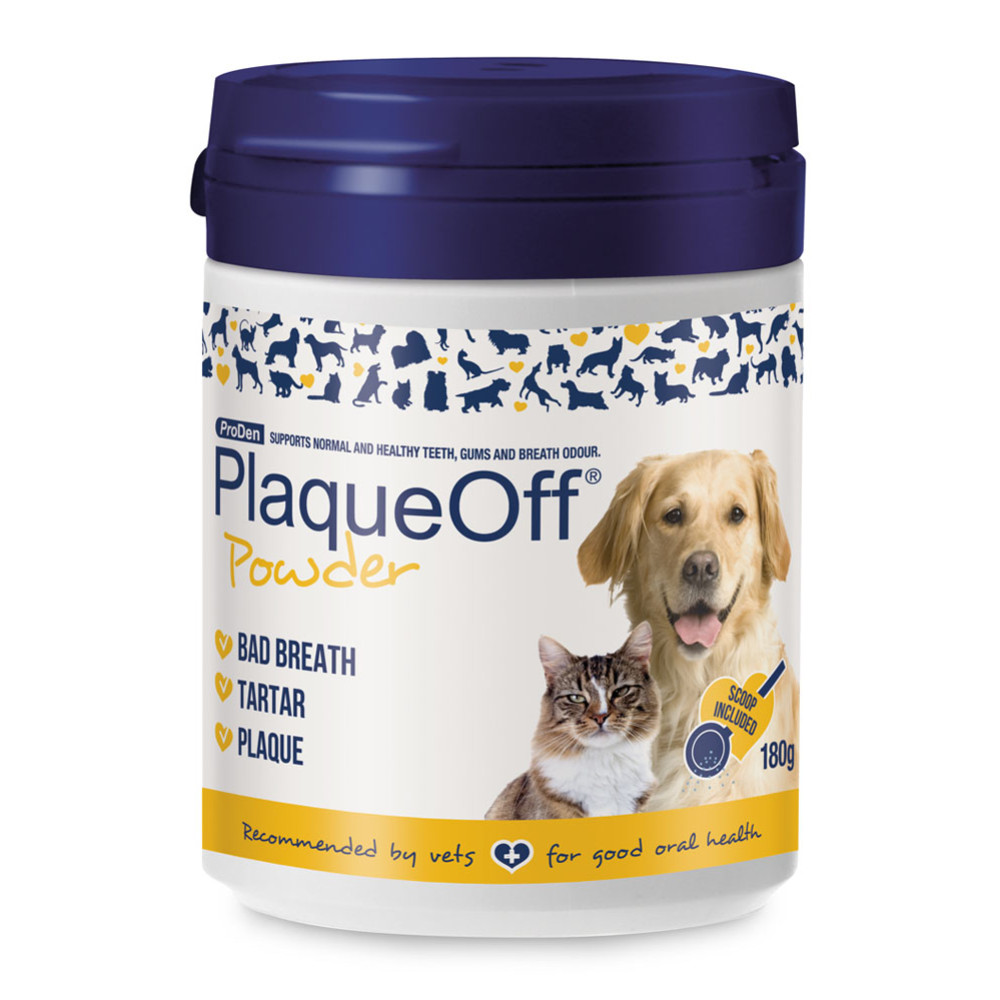 ProDen SUPPORTS NORMAL AND HEALTHY TEETH, GUMS AND BREATH ODOUR.
PlaqueOff®
Powder
BAD BREATH
TARTAR
PLAQUE
SCOOP
INCLUDED
180g
Recommended by vets for good oral health